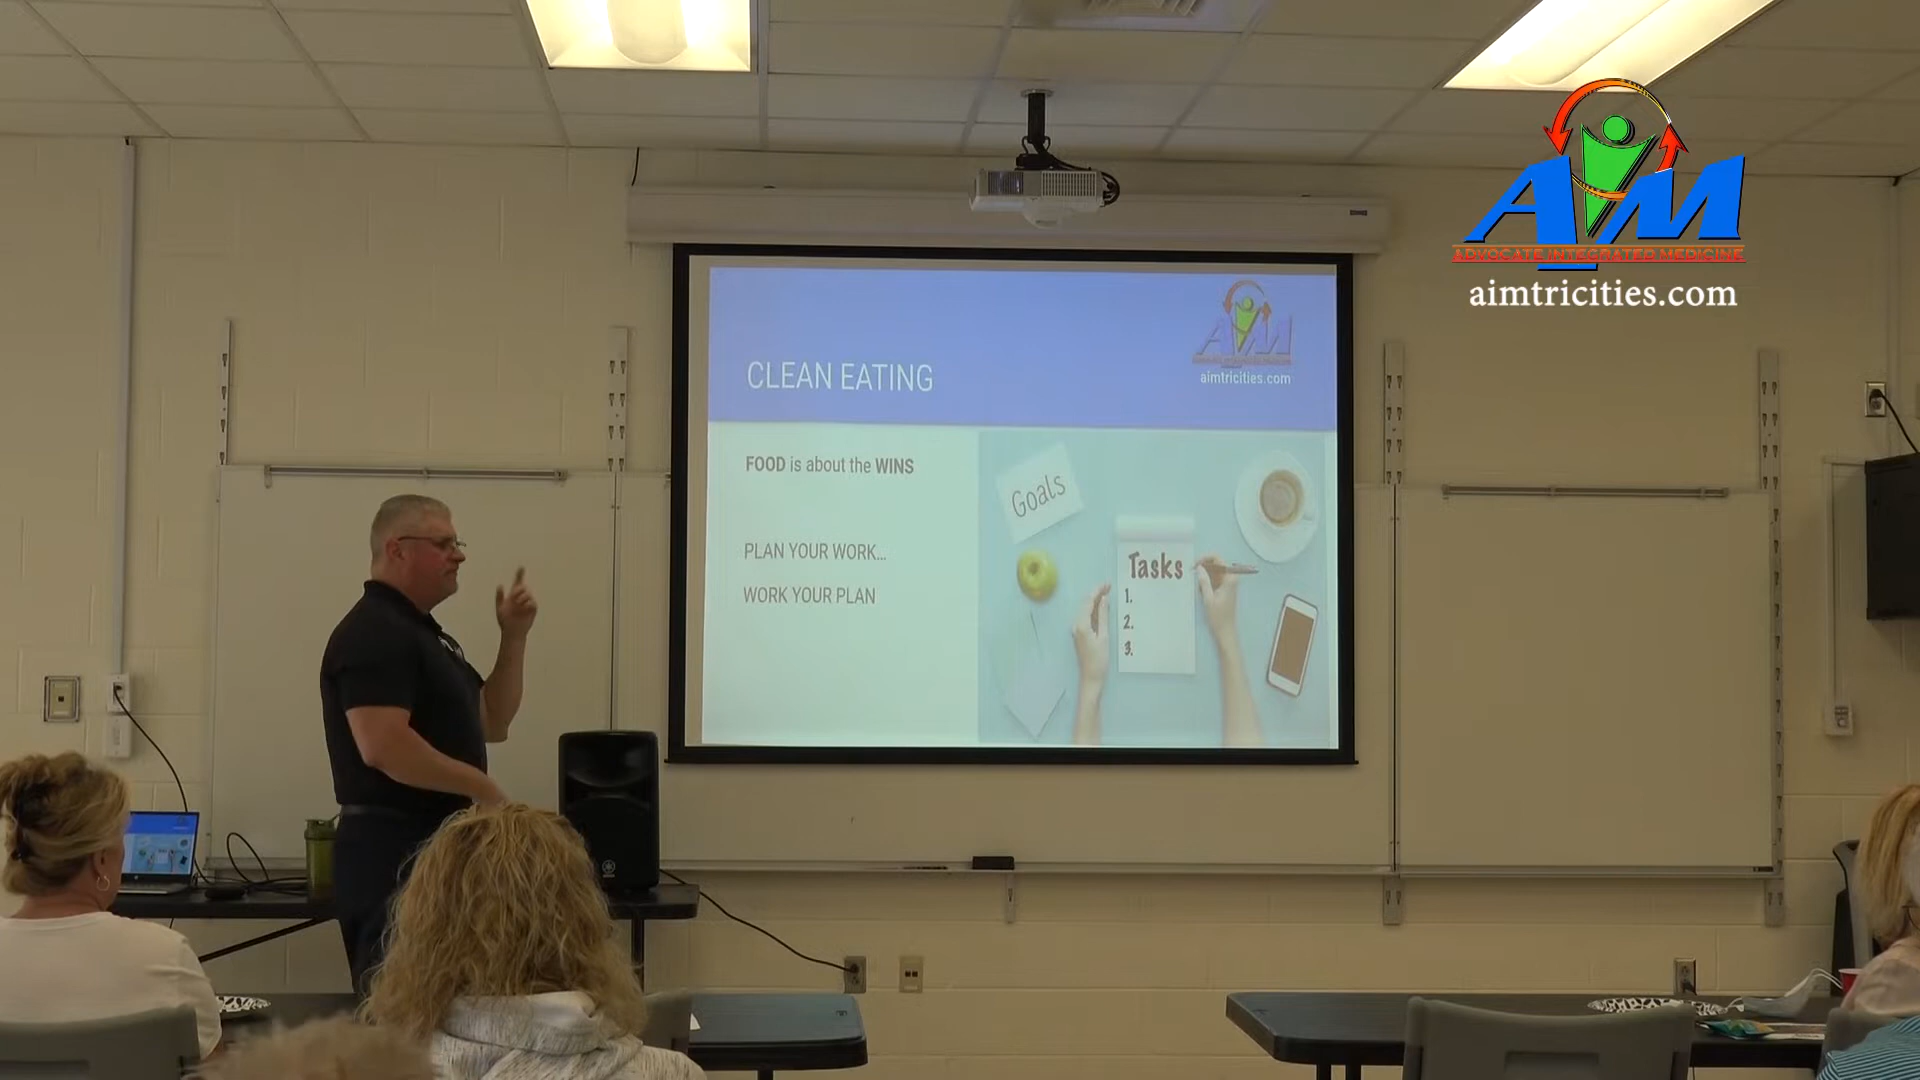 ADVOCATE INTEGRATED MEDICINE
aimtricities.com
AIM
aimtricities.com
CLEAN EATING
FOOD is about the WINS
PLAN YOUR WORK...
WORK YOUR PLAN
Goals
Tasks
1.
2.
3.